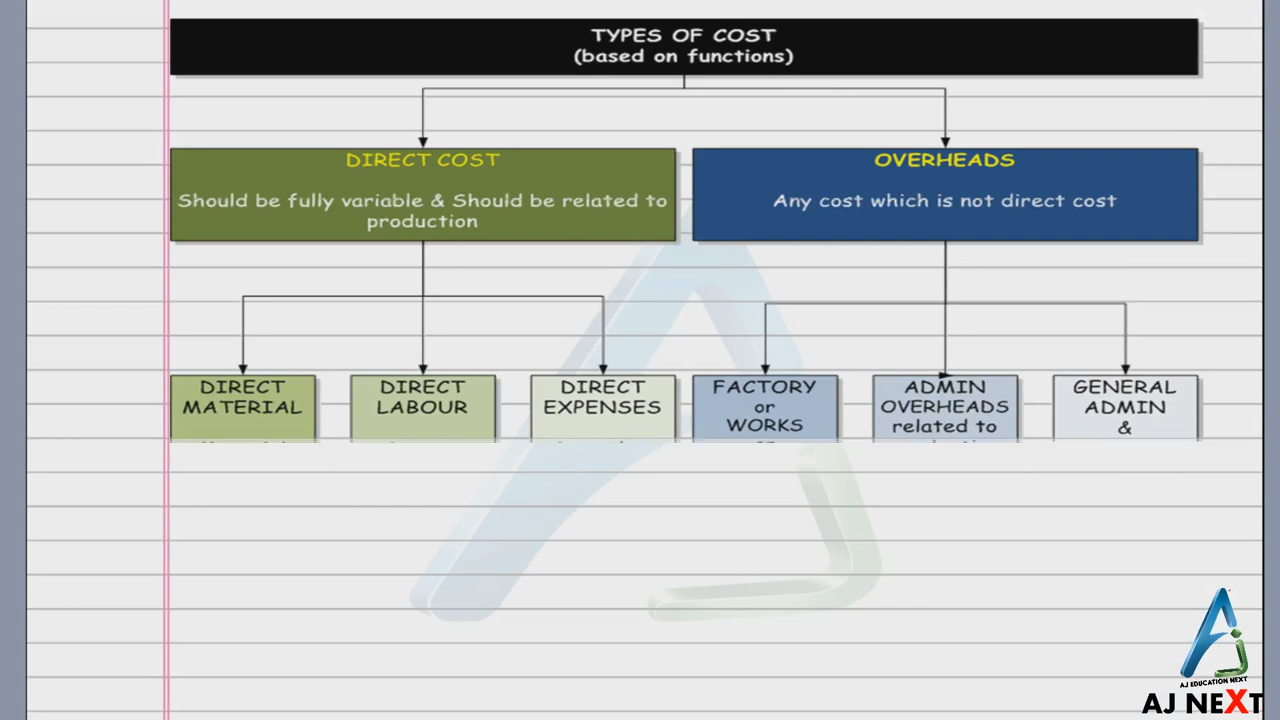 TYPES OF COST
(based on functions)
DIRECT COST
Should be fully variable & Should be related to
production
OVERHEADS
Any cost which is not direct cost
DIRECT
MATERIAL
DIRECT
LABOUR
DIRECT
EXPENSES
FACTORY
or
WORKS
ADMIN
OVERHEADS
related to
GENERAL
ADMIN
&
AJ EDUCATION NEXT
AJ NEXT